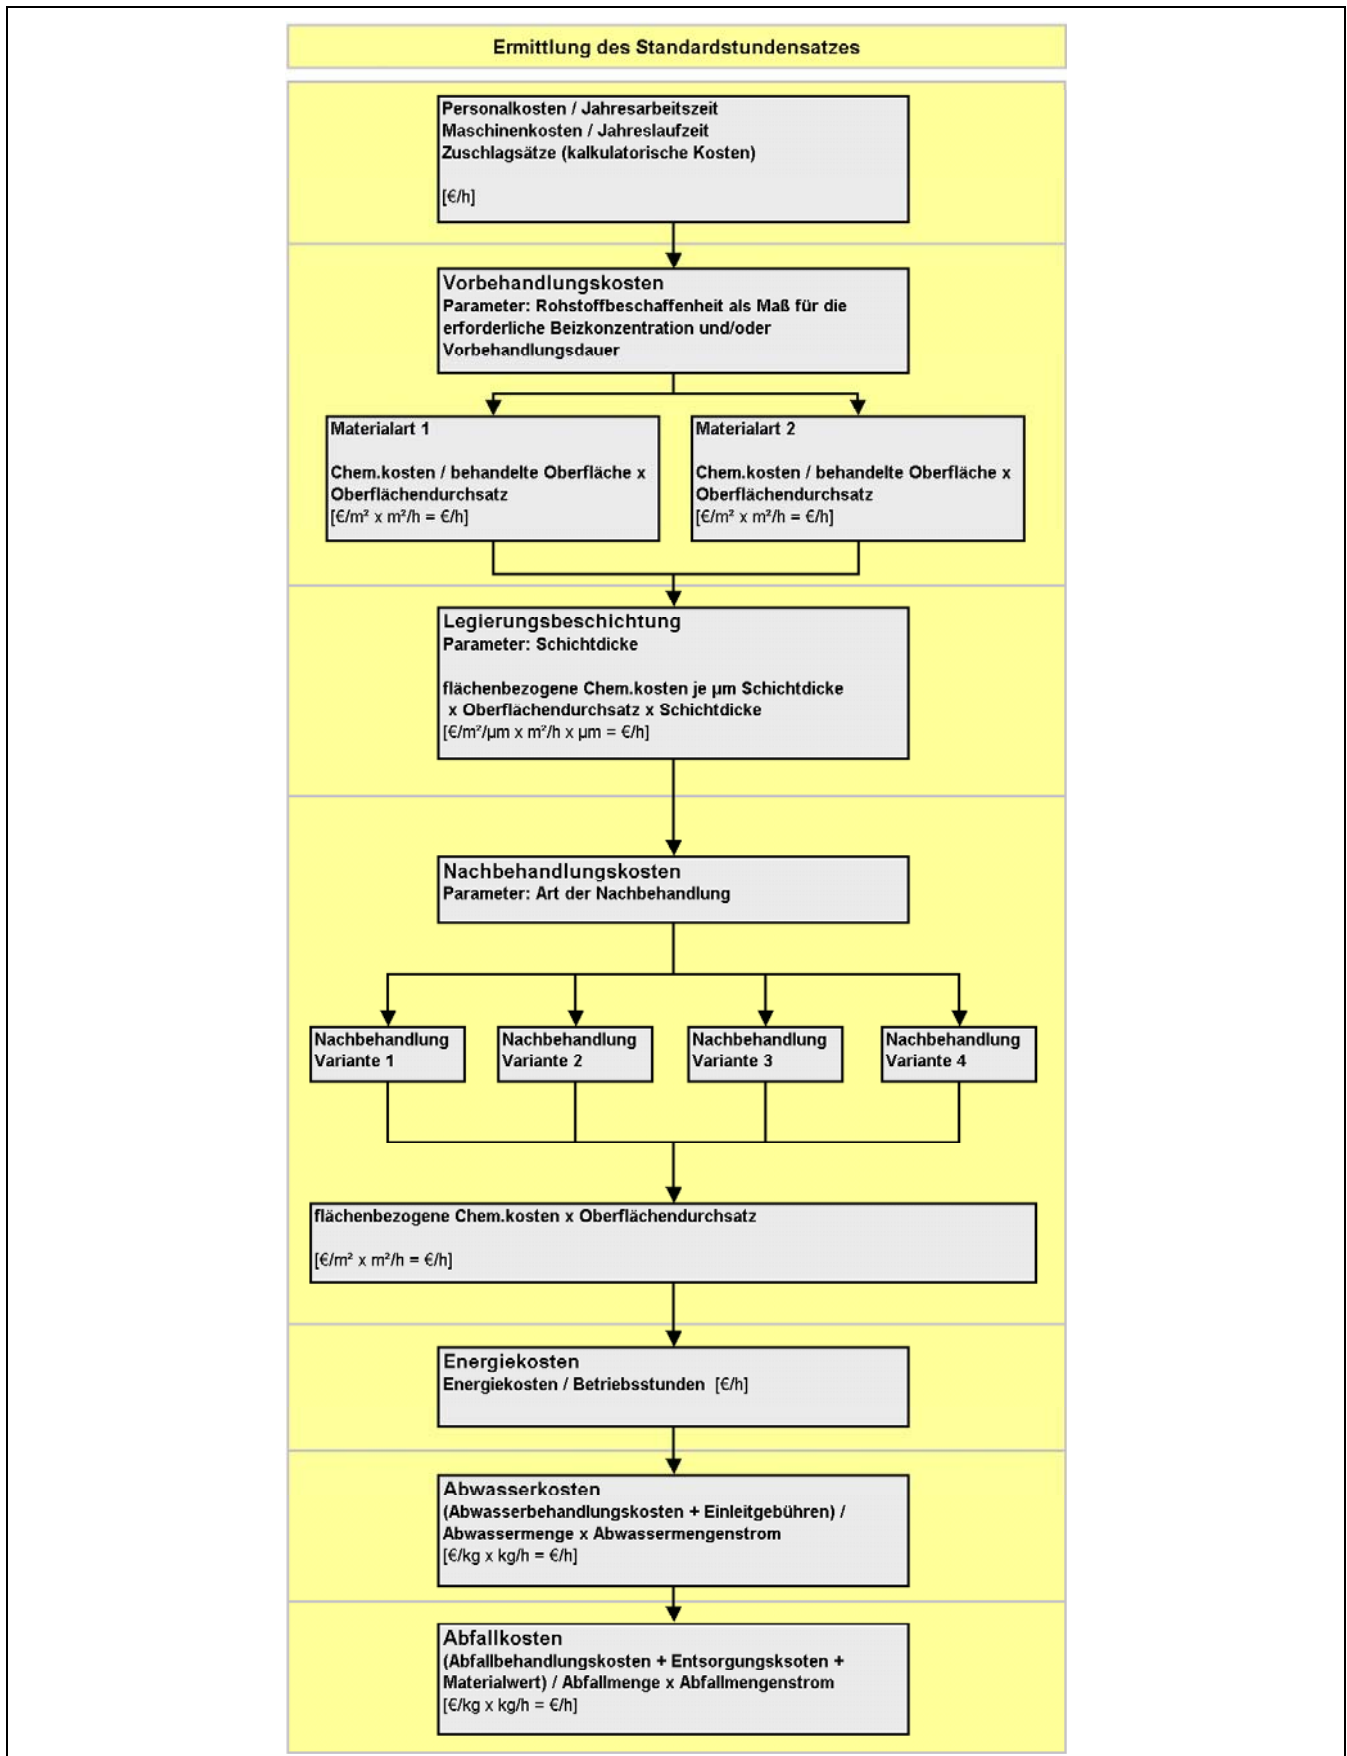 Ermittlung des Standardstundensatzes
Personalkosten / Jahresarbeitszeit
Maschinenkosten / Jahreslaufzeit
Zuschlagsätze (kalkulatorische Kosten)
[€/h]
Vorbehandlungskosten
Parameter: Rohstoffbeschaffenheit als Maß für die
erforderliche Beizkonzentration und/oder
Vorbehandlungsdauer
Materialart 1
Chem.kosten / behandelte Oberfläche x
Oberflächendurchsatz
[€/m² x m²/h = €/h]
Materialart 2
Chem.kosten / behandelte Oberfläche x
Oberflächendurchsatz
[€/m² x m²/h = €/h]
Legierungsbeschichtung
Parameter: Schichtdicke
flächenbezogene Chem.kosten je µm Schichtdicke
x Oberflächendurchsatz x Schichtdicke
[€/m²/µm x m²/h x µm = €/h]
Nachbehandlungskosten
Parameter: Art der Nachbehandlung
Nachbehandlung
Variante 1
Nachbehandlung
Variante 2
Nachbehandlung
Variante 3
Nachbehandlung
Variante 4
flächenbezogene Chem.kosten x Oberflächendurchsatz
[€/m² x m²/h = €/h]
Energiekosten
Energiekosten / Betriebsstunden [€/h]
Abwasserkosten
(Abwasserbehandlungskosten + Einleitgebühren) /
Abwassermenge x Abwassermengenstrom
[€/kg x kg/h = €/h]
Abfallkosten
(Abfallbehandlungskosten + Entsorgungsksoten +
Materialwert) / Abfallmenge x Abfallmengenstrom
[€/kg x kg/h = €/h]